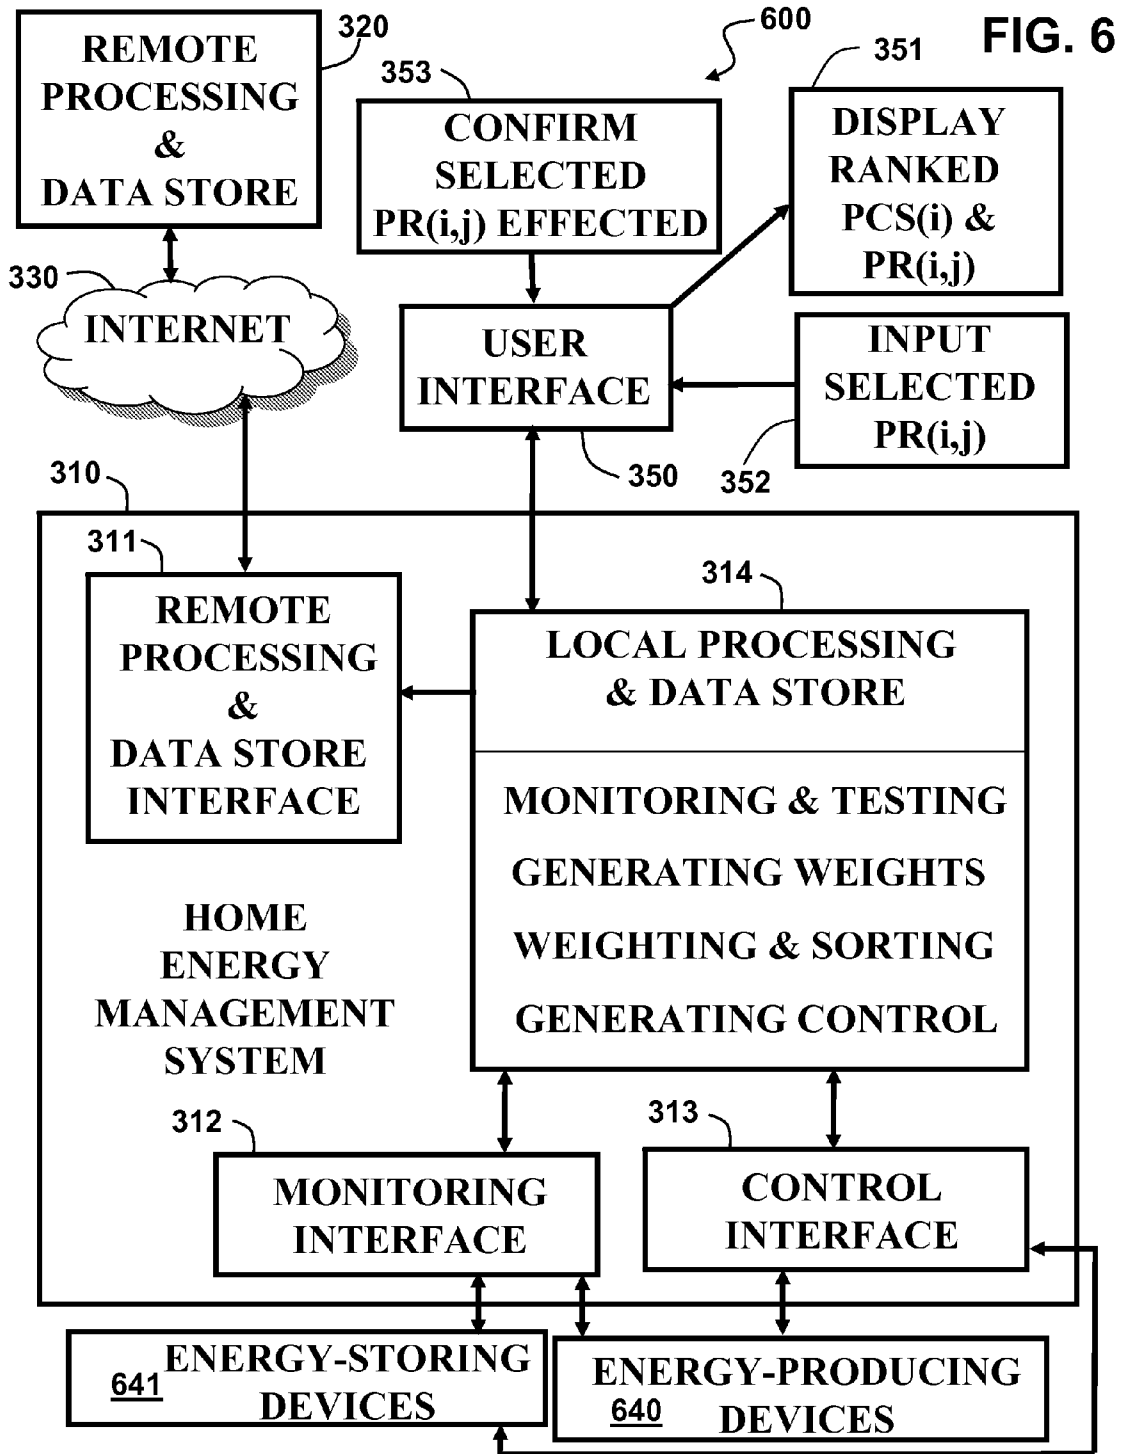 FIG. 6
600
320
REMOTE
PROCESSING
&
DATA STORE
353
CONFIRM
SELECTED
PR(i,j) EFFECTED
351
DISPLAY
RANKED
PCS(i) &
PR(i,j)
330
INTERNET
USER
INTERFACE
350
INPUT
SELECTED
PR(i,j)
352
310
311
REMOTE
PROCESSING
&
DATA STORE
INTERFACE
314
LOCAL PROCESSING
& DATA STORE
MONITORING & TESTING
GENERATING WEIGHTS
WEIGHTING & SORTING
GENERATING CONTROL
HOME
ENERGY
MANAGEMENT
SYSTEM
312
MONITORING
INTERFACE
313
CONTROL
INTERFACE
ENERGY-STORING
641
DEVICES
ENERGY-PRODUCING
640
DEVICES